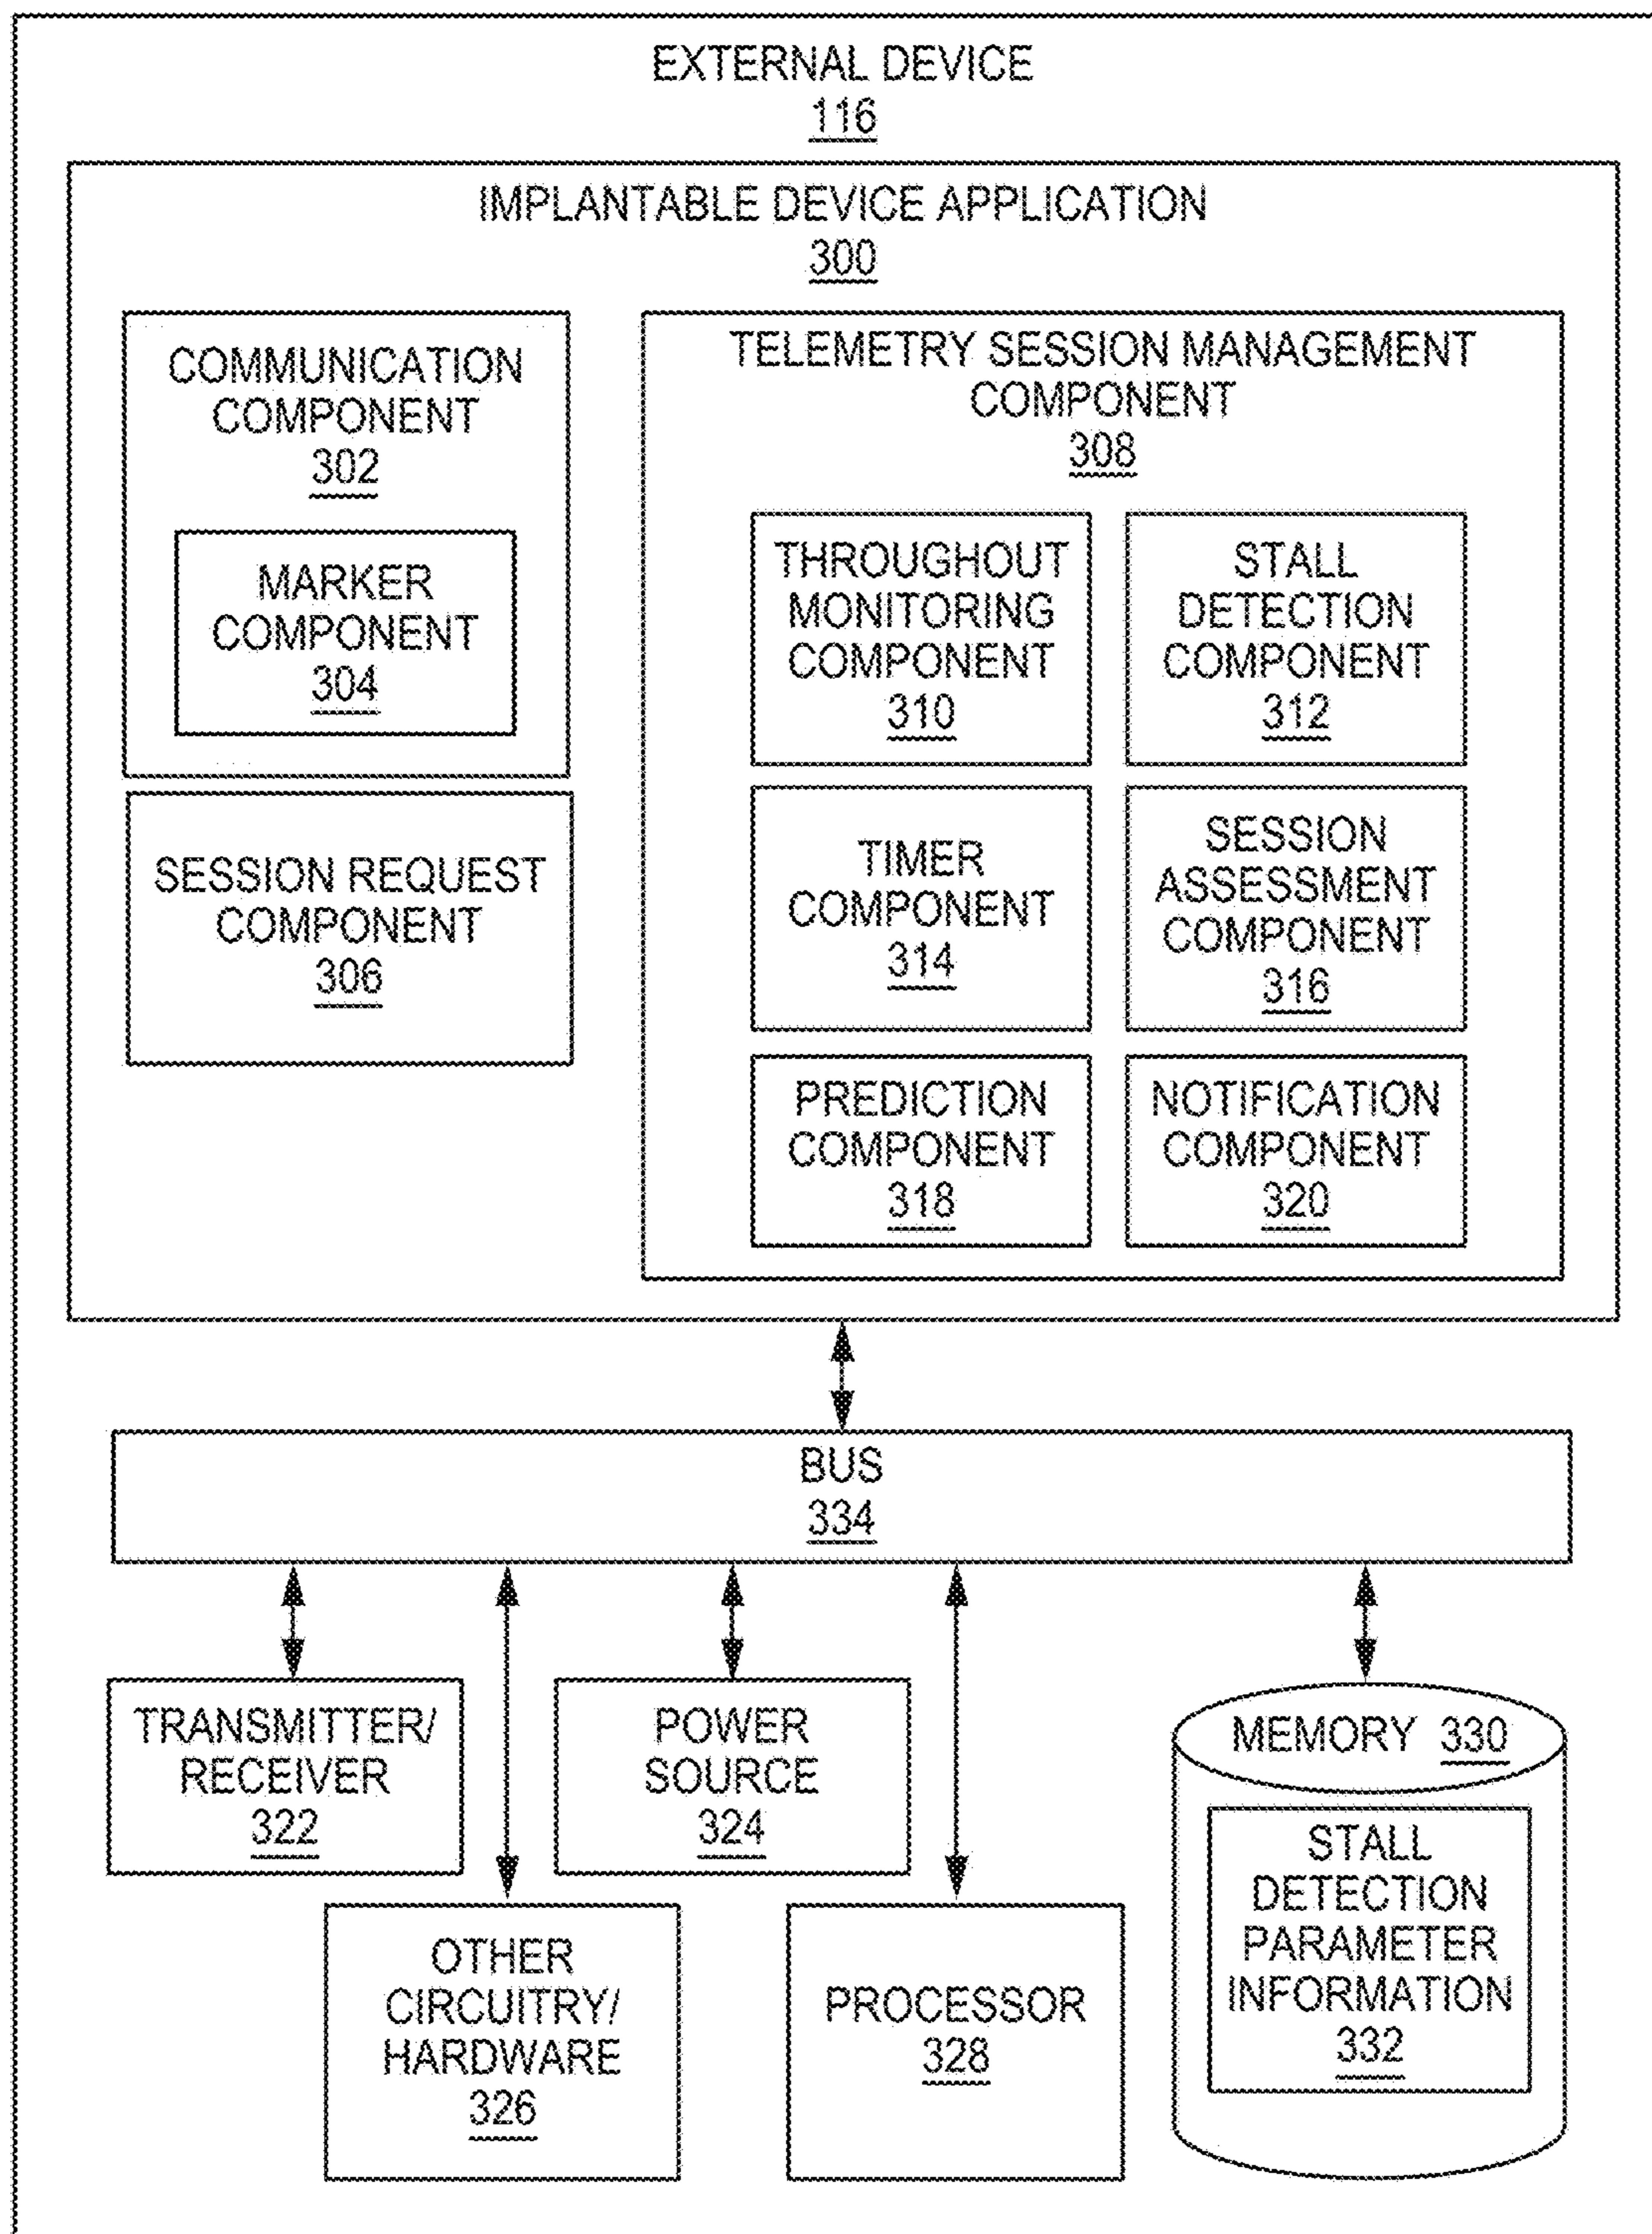 EXTERNAL DEVICE
116
IMPLANTABLE DEVICE APPLICATION
300
COMMUNICATION
COMPONENT
302
MARKER
COMPONENT
304
SESSION REQUEST
COMPONENT
306
TELEMETRY SESSION MANAGEMENT
COMPONENT
308
THROUGHOUT
MONITORING
COMPONENT
310
STALL
DETECTION
COMPONENT
312
TIMER
COMPONENT
314
SESSION
ASSESSMENT
COMPONENT
316
PREDICTION
COMPONENT
318
NOTIFICATION
COMPONENT
320
BUS
334
TRANSMITTER/
RECEIVER
322
POWER
SOURCE
324
MEMORY 330
STALL
DETECTION
PARAMETER
INFORMATION
332
OTHER
CIRCUITRY/
HARDWARE
326
PROCESSOR
328